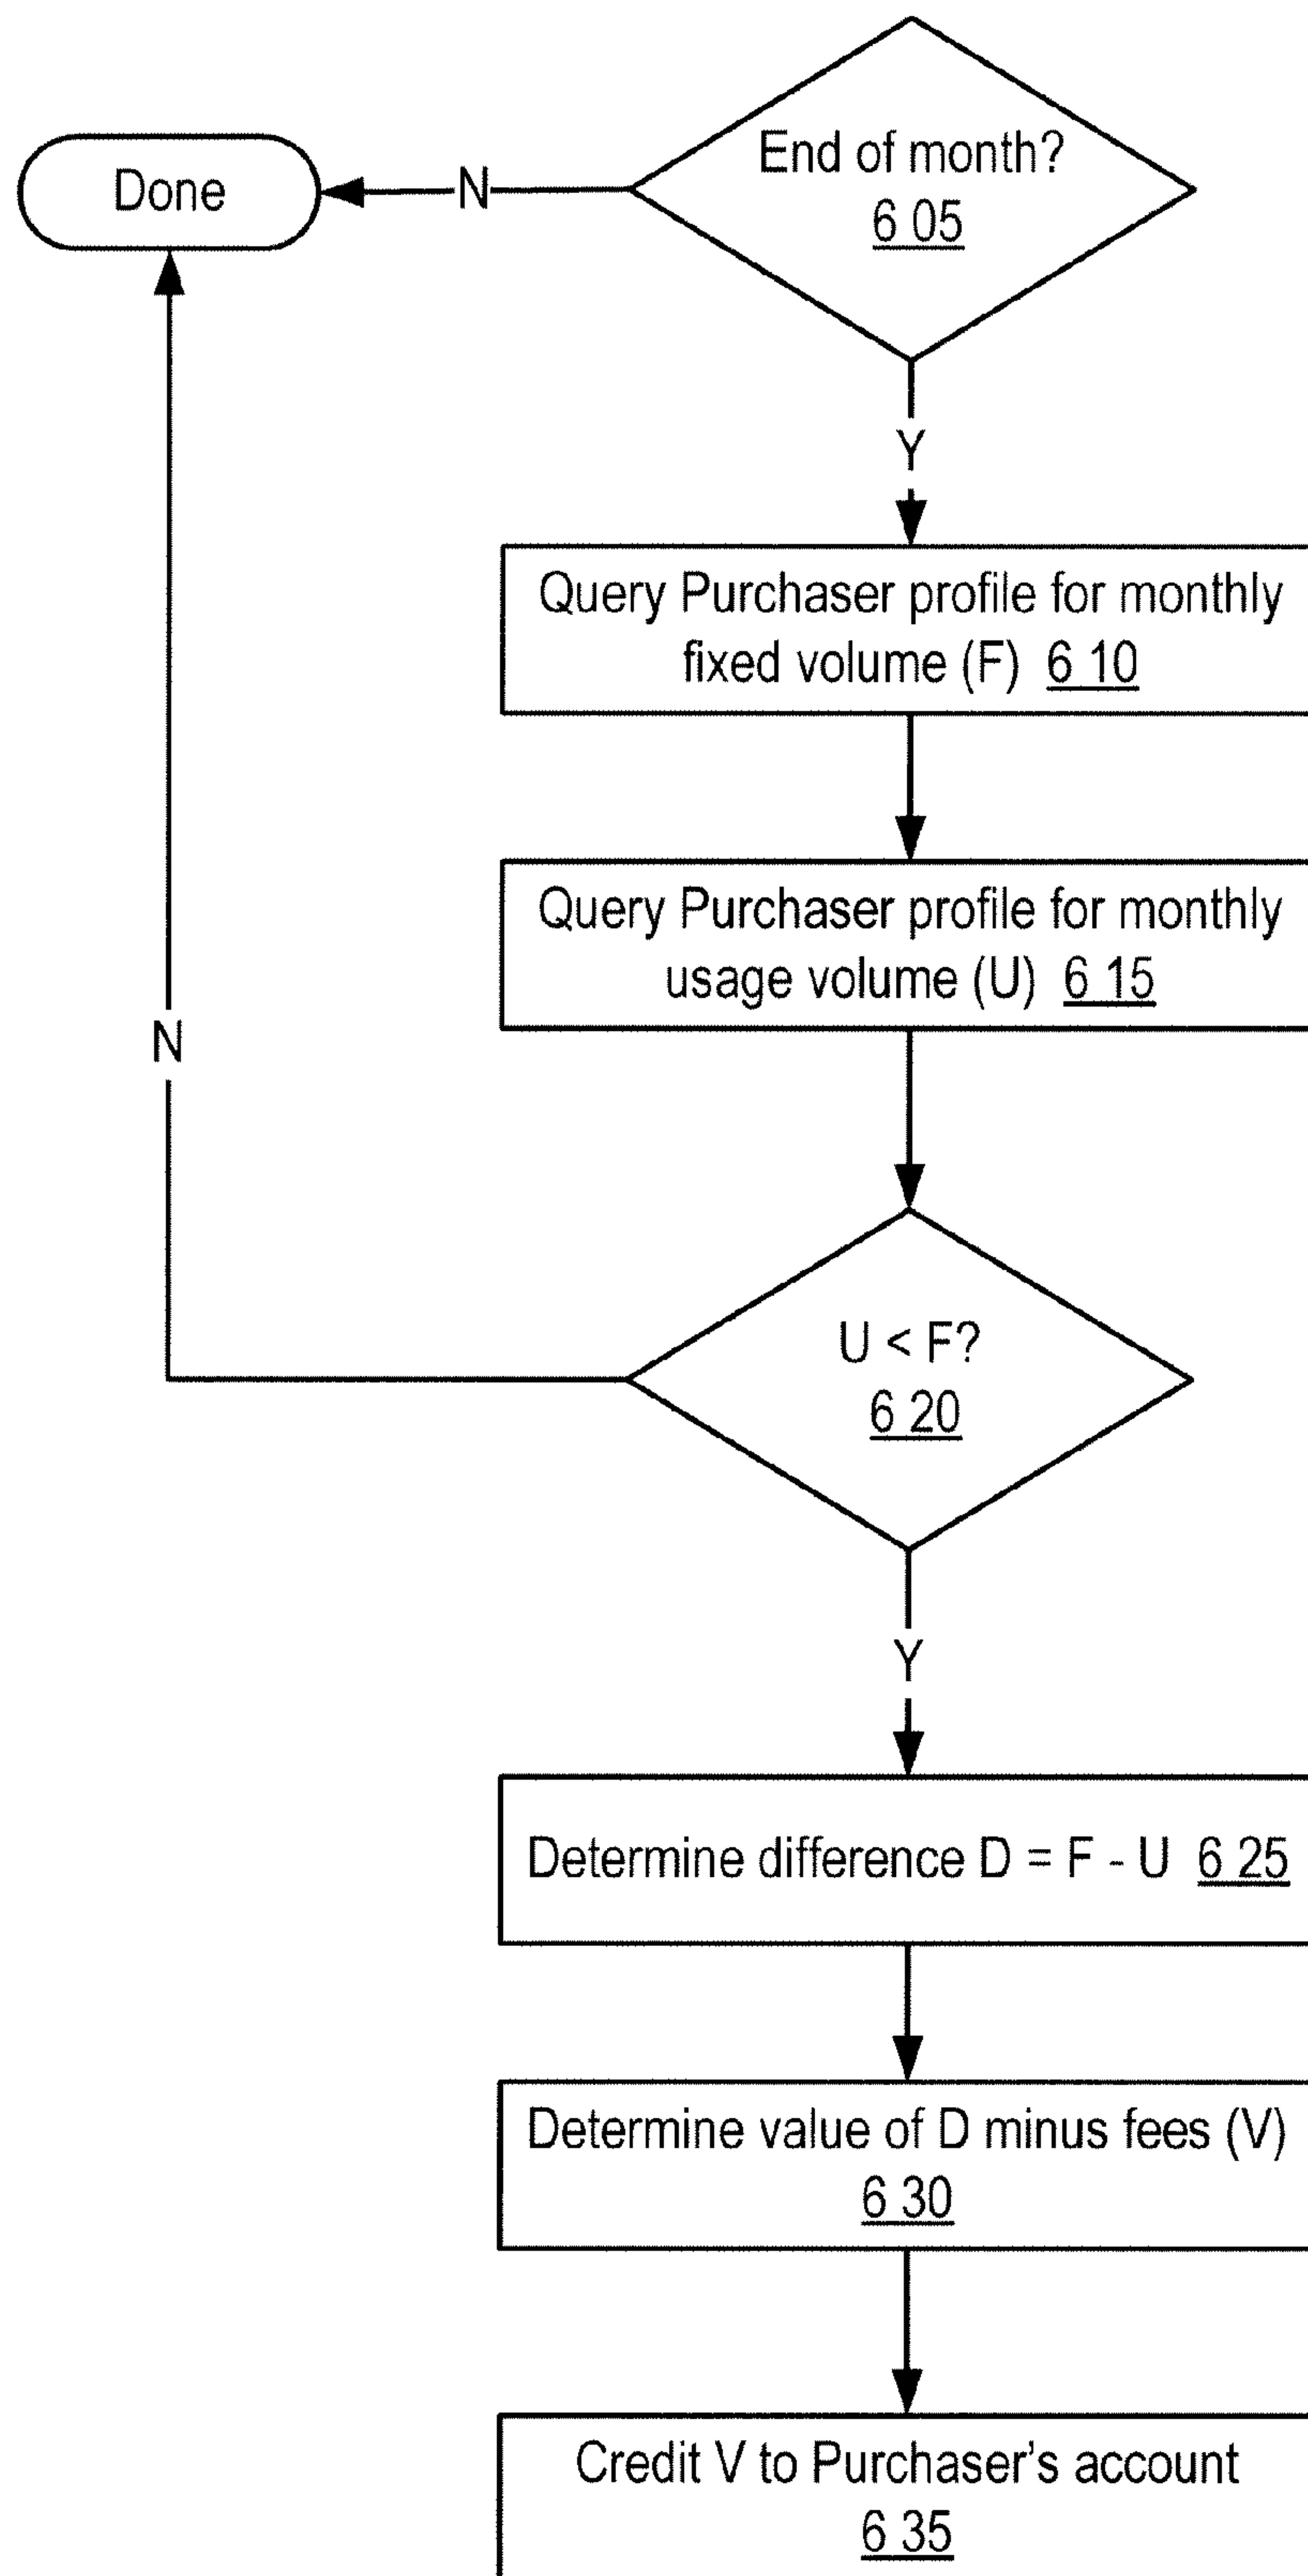 End of month?
6 05
Done
N
Y
Query Purchaser profile for monthly
fixed volume (F) 6 10
Query Purchaser profile for monthly
usage volume (U) 6 15
N
U < F?
6 20
Y
Determine difference D = F - U 6 25
Determine value of D minus fees (V)
6 30
Credit V to Purchaser's account
6 35